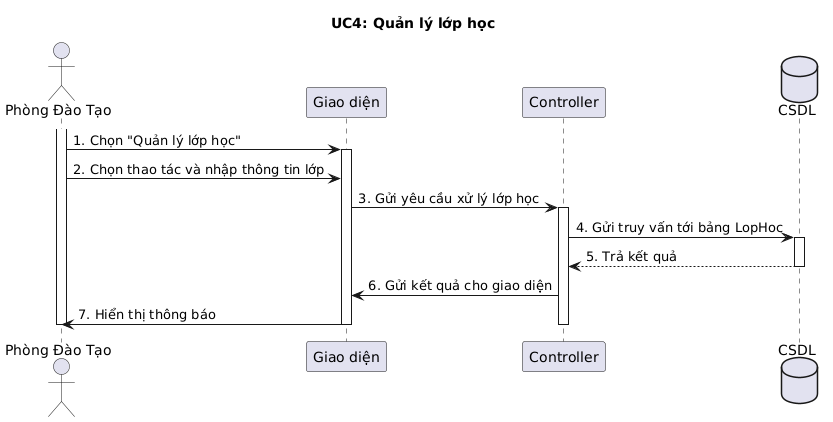 UC4: Quản lý lớp học
Phòng Đào Tạo
Giao diện
Controller
CSDL
1. Chọn "Quản lý lớp học"
2. Chọn thao tác và nhập thông tin lớp
3. Gửi yêu cầu xử lý lớp học
4. Gửi truy vấn tới bảng LopHoc
5. Trả kết quả
6. Gửi kết quả cho giao diện
7. Hiển thị thông báo
Phòng Đào Tạo
Giao diện
Controller
CSDL